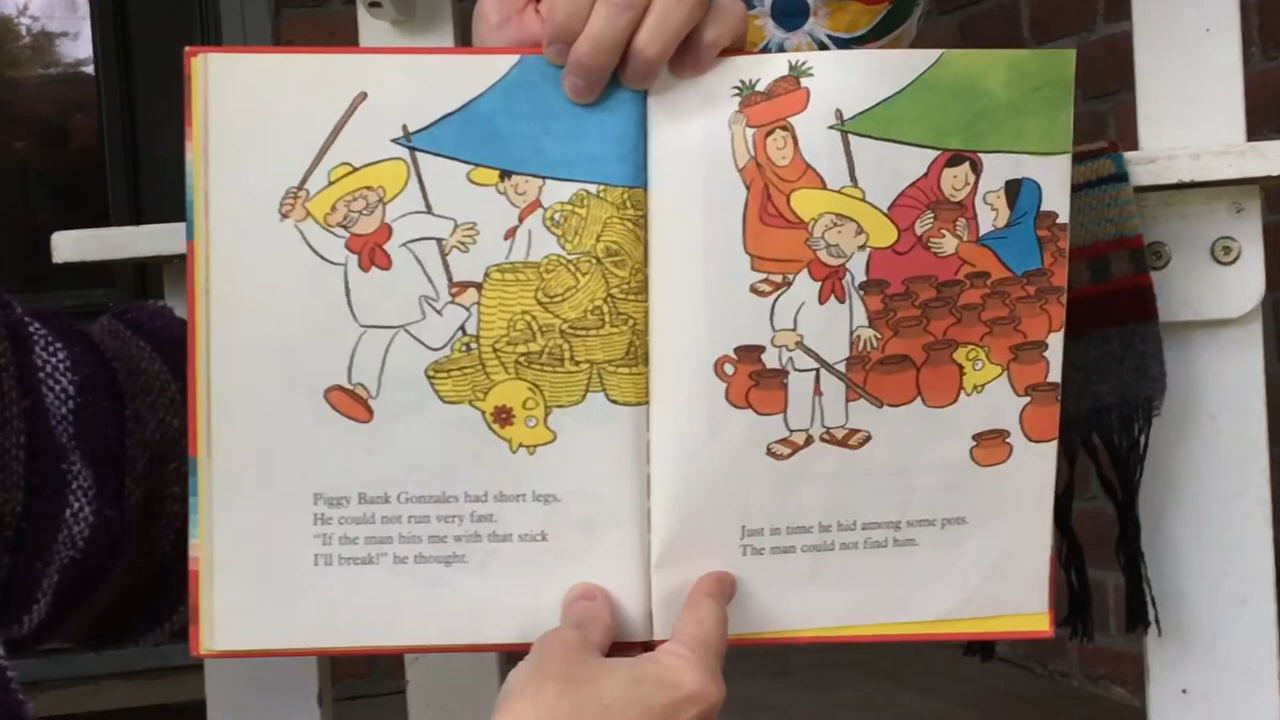 Piggy Bank Gonzales had short legs.
He could not run very fast.
“If the man hits me with that stick
I’ll break!” he thought.
Just in time he hid among some pots.
The man could not find him.